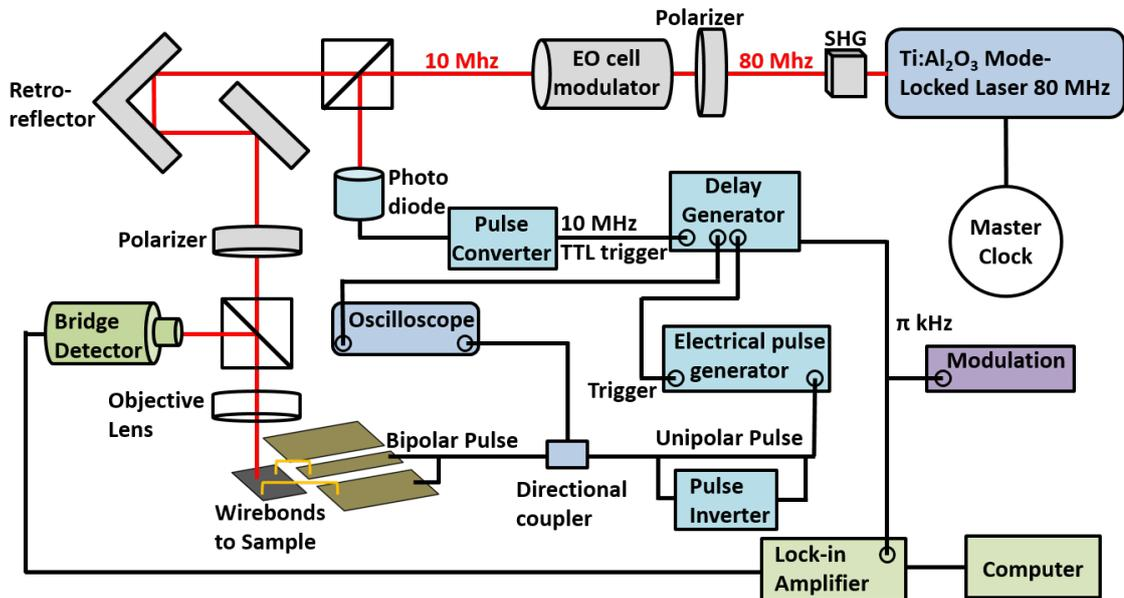 Polarizer
SHG
Ti:Al₂O₃ Mode-
Locked Laser 80 MHz
80 Mhz
EO cell
modulator
10 Mhz
Retro-
reflector
Photo
diode
Delay
Generator
Pulse
Converter
10 MHz
TTL trigger
Master
Clock
Polarizer
Bridge
Detector
Oscilloscope
Electrical pulse
generator
Trigger
π kHz
Modulation
Objective
Lens
Bipolar Pulse
Unipolar Pulse
Directional
coupler
Pulse
Inverter
Wirebonds
to Sample
Lock-in
Amplifier
Computer